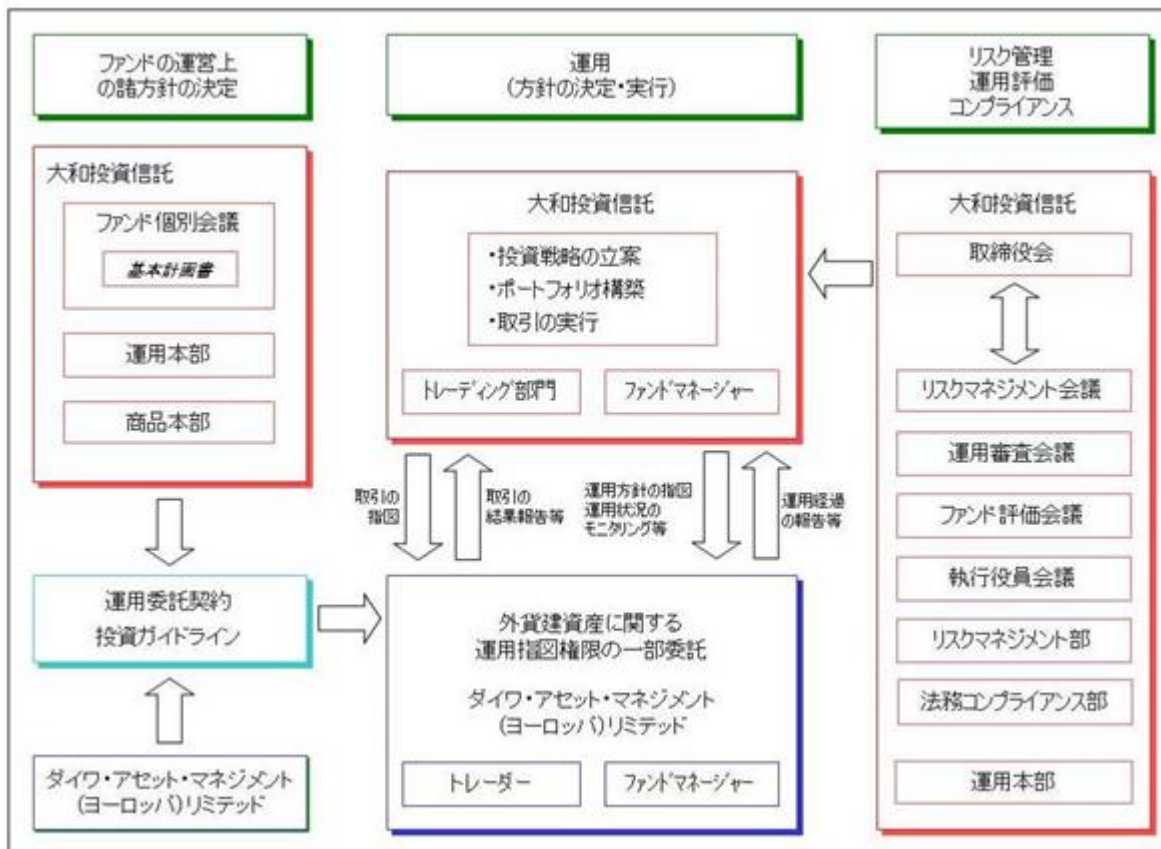 ファンドの運営上
の諸方針の決定
運用
(方針の決定・実行)
リスク管理
運用評価
コンプライアンス
大和投資信託
ファンド個別会議
基本計画書
運用本部
商品本部
大和投資信託
・投資戦略の立案
・ポートフォリオ構築
・取引の実行
トレーディング部門
ファンドマネージャー
大和投資信託
取締役会
リスクマネジメント会議
運用審査会議
ファンド評価会議
執行役員会議
リスクマネジメント部
法務コンプライアンス部
運用本部
取引の
指図
取引の
結果報告等
運用方針の指図
運用状況の
モニタリング等
運用経過
の報告等
運用委託契約
投資ガイドライン
外貨建資産に関する
運用指図権限の一部委託
ダイワ・アセット・マネジメント
(ヨーロッパ)リミテッド
トレーダー
ファンドマネージャー
ダイワ・アセット・マネジメント
(ヨーロッパ)リミテッド